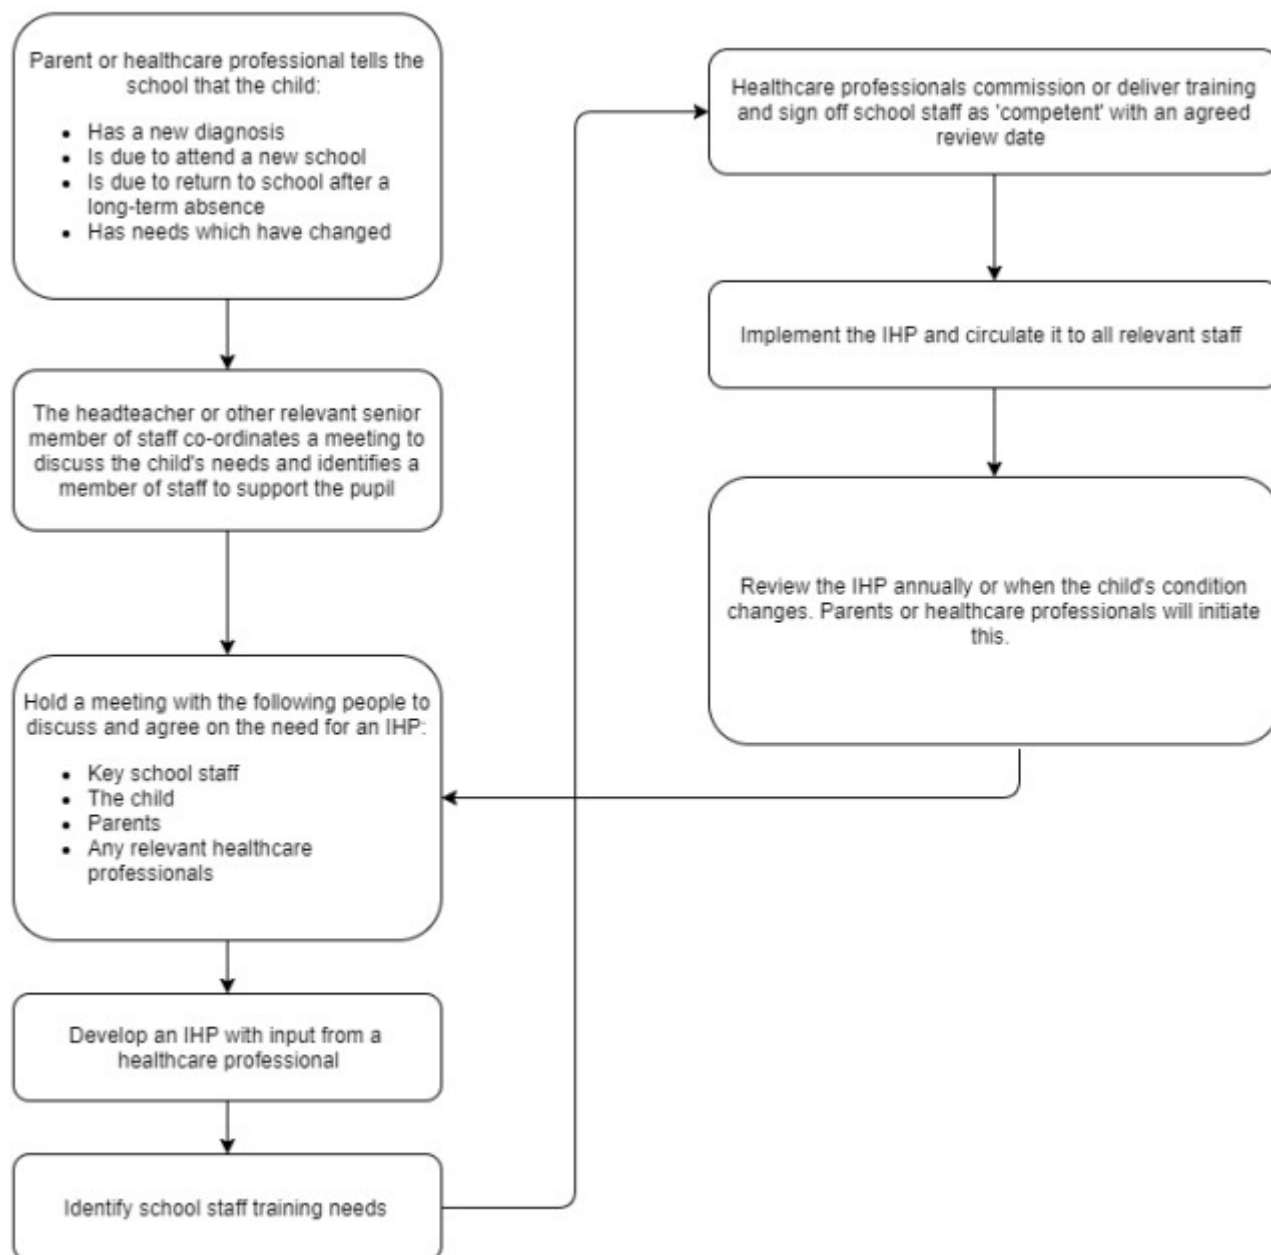 Parent or healthcare professional tells the
school that the child:
• Has a new diagnosis
• Is due to attend a new school
• Is due to return to school after a
long-term absence
• Has needs which have changed
The headteacher or other relevant senior
member of staff co-ordinates a meeting to
discuss the child's needs and identifies a
member of staff to support the pupil
Hold a meeting with the following people to
discuss and agree on the need for an IHP:
• Key school staff
• The child
• Parents
• Any relevant healthcare
professionals
Develop an IHP with input from a
healthcare professional
Identify school staff training needs
Healthcare professionals commission or deliver training
and sign off school staff as 'competent' with an agreed
review date
Implement the IHP and circulate it to all relevant staff
Review the IHP annually or when the child's condition
changes. Parents or healthcare professionals will initiate
this.